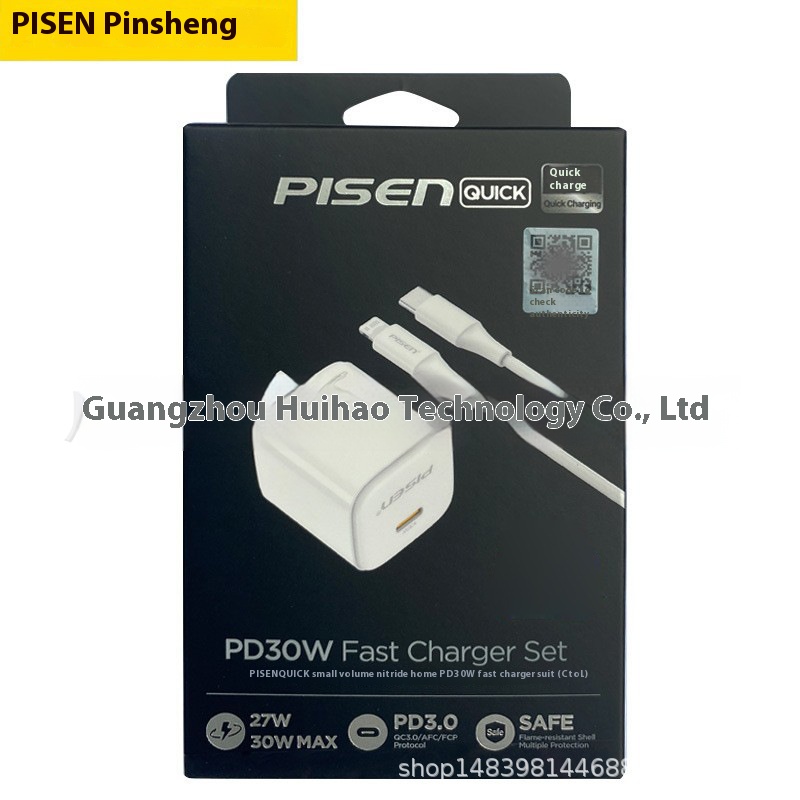 PISEN Pinsheng
PISEN QUICK
Quick
charge
Quick Charging
check
authenticity
PISEN
Guangzhou Huihao Technology Co., Ltd
PISEN
PD30W Fast Charger Set
PISENQUICK small volume nitride home PD30W fast charger suit (CtoL)
27W
30W MAX
PD3.0
QC3.0/AFC/FCP
Protocol
Safe
SAFE
Flame-resistant Shell
Multiple Protection
shop148398144688